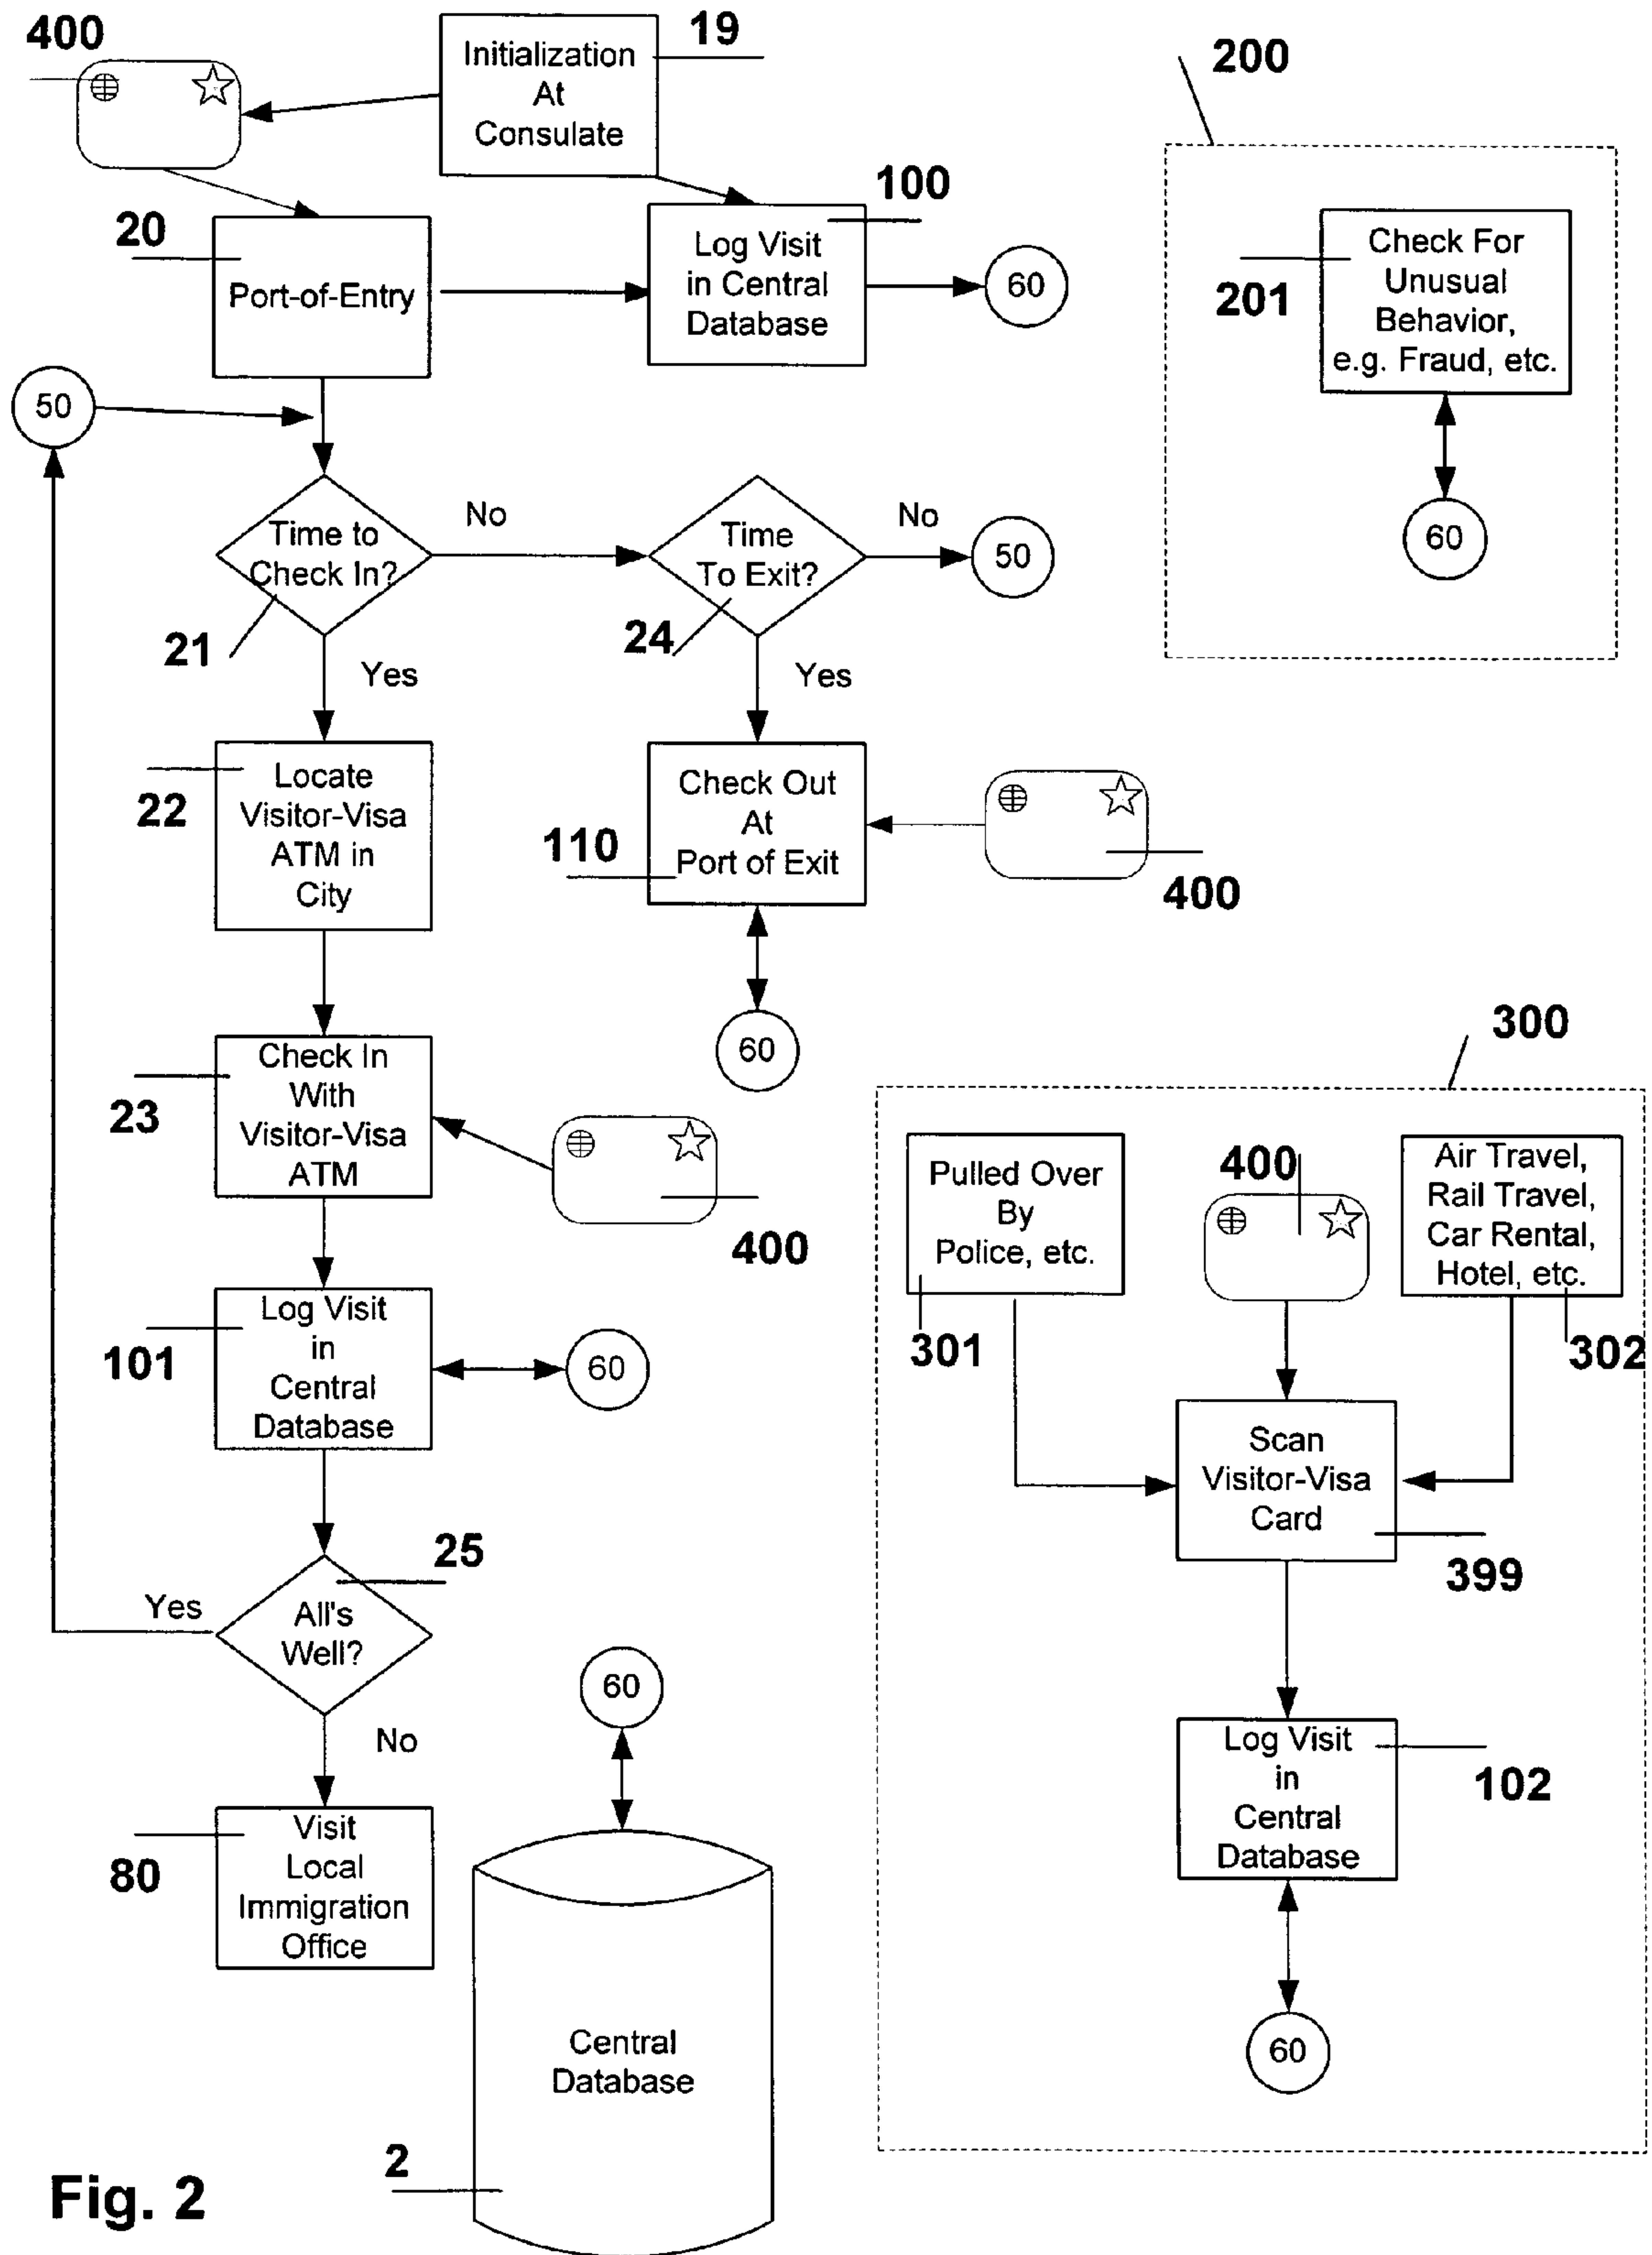 400
19
Initialization
At
Consulate
200
100
20
Port-of-Entry
Log Visit
in Central
Database
60
201
Check For
Unusual
Behavior,
e.g. Fraud, etc.
60
50
Time to
Check In?
No
21
Yes
Time
To Exit?
No
24
Yes
50
22
Locate
Visitor-Visa
ATM in
City
110
Check Out
At
Port of Exit
400
60
23
Check In
With
Visitor-Visa
ATM
400
300
301
Pulled Over
By
Police, etc.
400
Air Travel,
Rail Travel,
Car Rental,
Hotel, etc.
302
101
Log Visit
in
Central
Database
60
Scan
Visitor-Visa
Card
399
25
Yes
All's
Well?
No
60
Log Visit
in
Central
Database
102
60
80
Visit
Local
Immigration
Office
Central
Database
2
Fig. 2